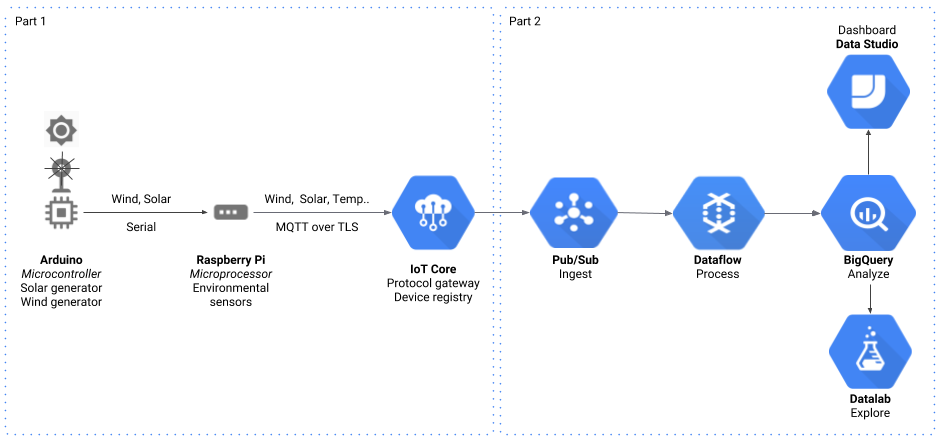 Part 1
Part 2
Dashboard
Data Studio
Wind, Solar
Serial
Wind,  Solar, Temp..
MQTT over TLS
Arduino
Microcontroller
Solar generator
Wind generator
Raspberry Pi
Microprocessor
Environmental
sensors
IoT Core
Protocol gateway
Device registry
Pub/Sub
Ingest
Dataflow
Process
BigQuery
Analyze
Datalab
Explore